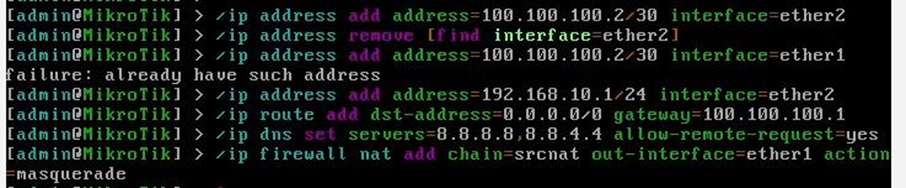 [admin@MikroTik] > /ip address add address=100.100.100.2/30 interface=ether2
[admin@MikroTik] > /ip address remove [find interface=ether2]
[admin@MikroTik] > /ip address add address=100.100.100.2/30 interface=ether1
failure: already have such address
[admin@MikroTik] > /ip address add address=192.168.10.1/24 interface=ether2
[admin@MikroTik] > /ip route add dst-address=0.0.0.0/0 gateway=100.100.100.1
[admin@MikroTik] > /ip dns set servers=8.8.8.8,8.8.4.4 allow-remote-request=yes
[admin@MikroTik] > /ip firewall nat add chain=srcnat out-interface=ether1 action
=masquerade